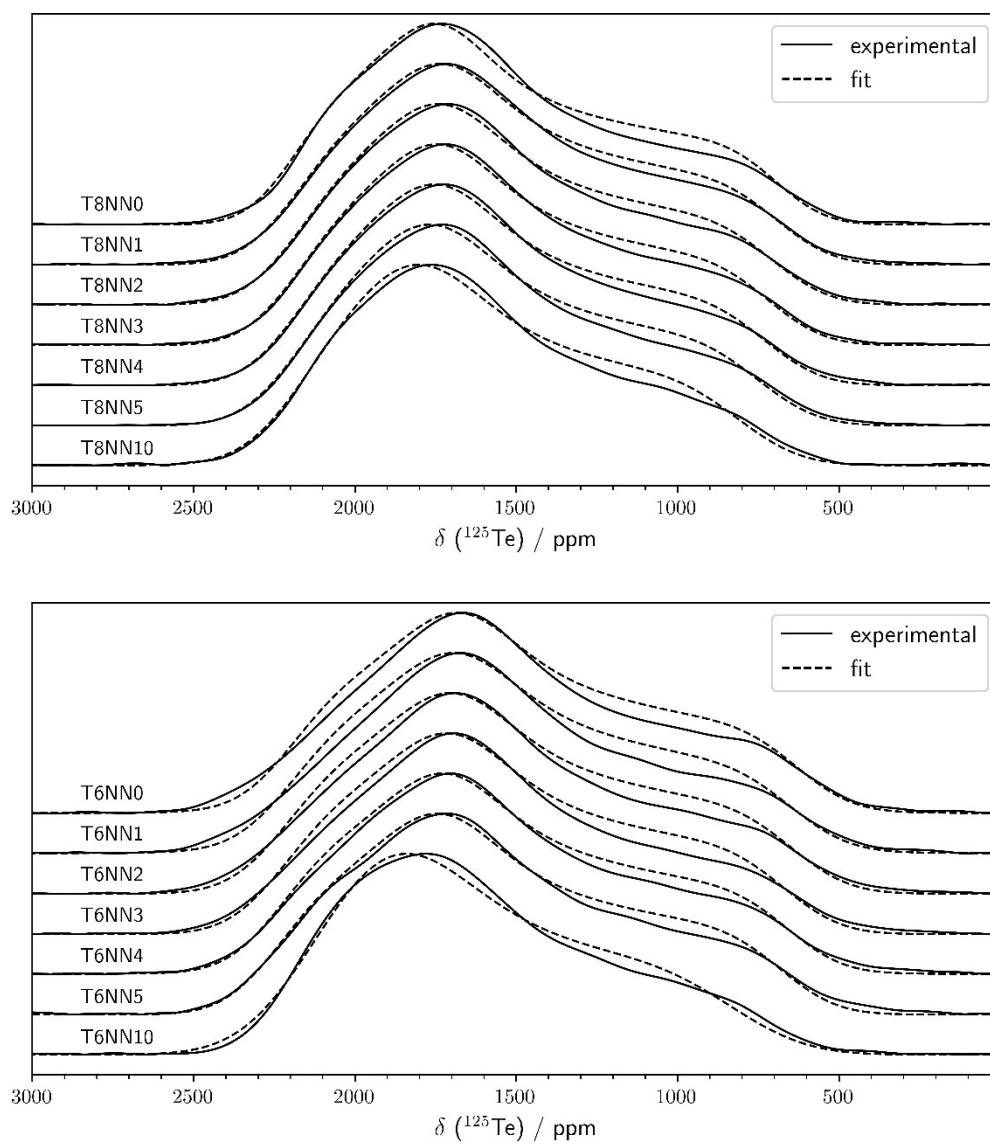 experimental
fit
T8NN0
T8NN1
T8NN2
T8NN3
T8NN4
T8NN5
T8NN10
3000 2500 2000 1500 1000 500
δ (¹²⁵Te) / ppm
experimental
fit
T6NN0
T6NN1
T6NN2
T6NN3
T6NN4
T6NN5
T6NN10
3000 2500 2000 1500 1000 500
δ (¹²⁵Te) / ppm